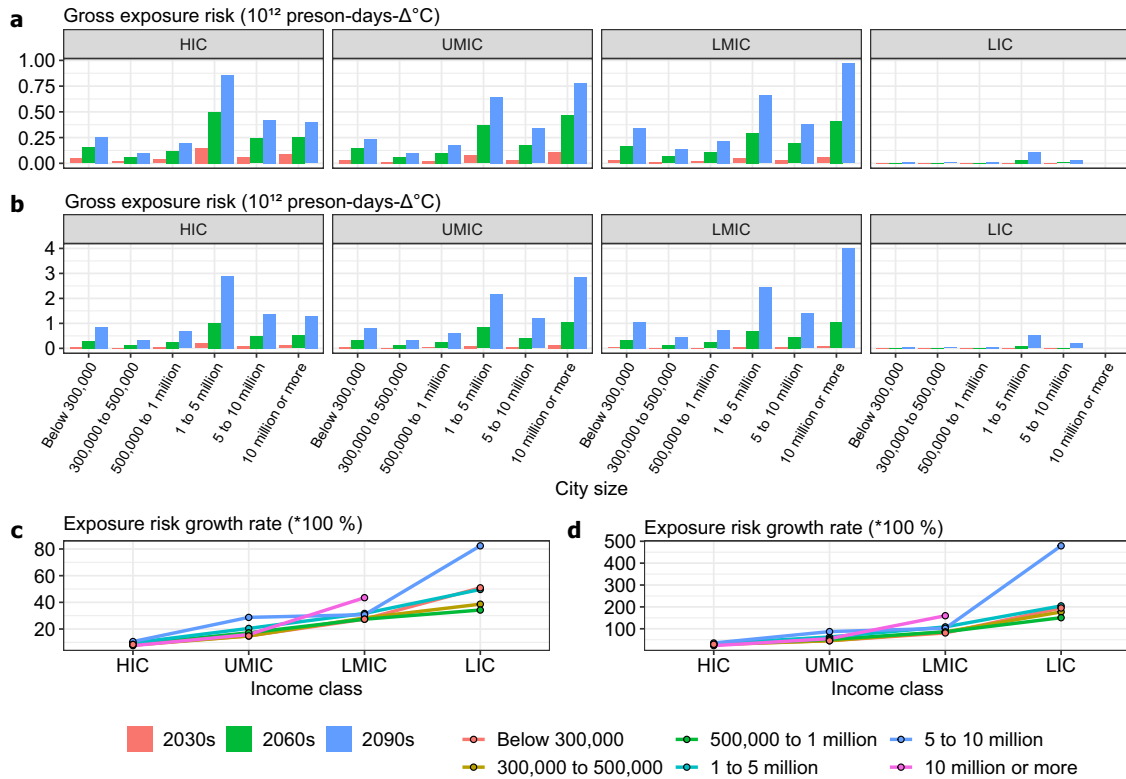 a Gross exposure risk (10¹² preson-days-Δ°C)
HIC UMIC LMIC LIC
1.00
0.75
0.50
0.25
0.00
b Gross exposure risk (10¹² preson-days-Δ°C)
HIC UMIC LMIC LIC
4
3
2
1
0
Below 300,000 300,000 to 500,000 500,000 to 1 million 1 to 5 million 5 to 10 million 10 million or more
Below 300,000 300,000 to 500,000 500,000 to 1 million 1 to 5 million 5 to 10 million 10 million or more
Below 300,000 300,000 to 500,000 500,000 to 1 million 1 to 5 million 5 to 10 million 10 million or more
Below 300,000 300,000 to 500,000 500,000 to 1 million 1 to 5 million 5 to 10 million 10 million or more
City size
c Exposure risk growth rate (*100 %)
80
60
40
20
HIC UMIC LMIC LIC
Income class
d Exposure risk growth rate (*100 %)
500
400
300
200
100
HIC UMIC LMIC LIC
Income class
2030s 2060s 2090s
Below 300,000 500,000 to 1 million 5 to 10 million
300,000 to 500,000 1 to 5 million 10 million or more